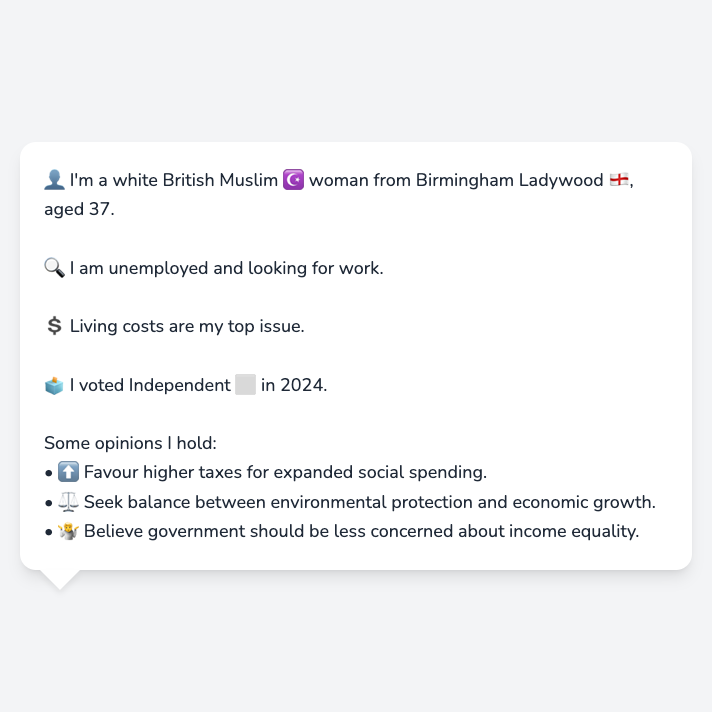 👤 I'm a white British Muslim ☪️ woman from Birmingham Ladywood 🏴󠁧󠁢󠁥󠁮󠁧󠁿,
aged 37.
🔍 I am unemployed and looking for work.
💲 Living costs are my top issue.
🗳️ I voted Independent ⬜ in 2024.
Some opinions I hold:
• ⬆️ Favour higher taxes for expanded social spending.
• ⚖️ Seek balance between environmental protection and economic growth.
• 🤷 Believe government should be less concerned about income equality.